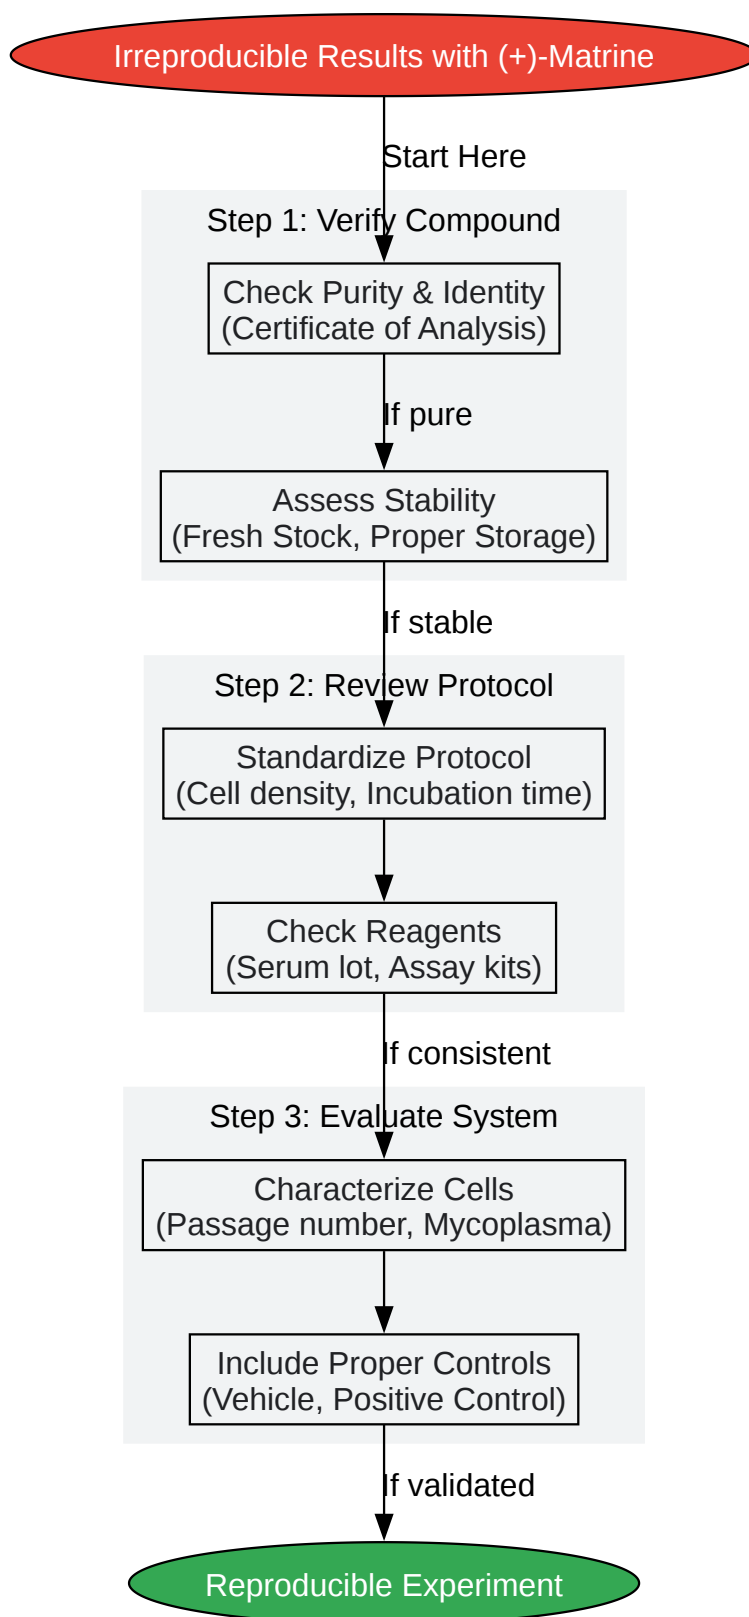 Irreproducible Results with (+)-Matrine
Start Here
Step 1: Verify Compound
Check Purity & Identity
(Certificate of Analysis)
If pure
Assess Stability
(Fresh Stock, Proper Storage)
If stable
Step 2: Review Protocol
Standardize Protocol
(Cell density, Incubation time)
Check Reagents
(Serum lot, Assay kits)
If consistent
Step 3: Evaluate System
Characterize Cells
(Passage number, Mycoplasma)
Include Proper Controls
(Vehicle, Positive Control)
If validated
Reproducible Experiment